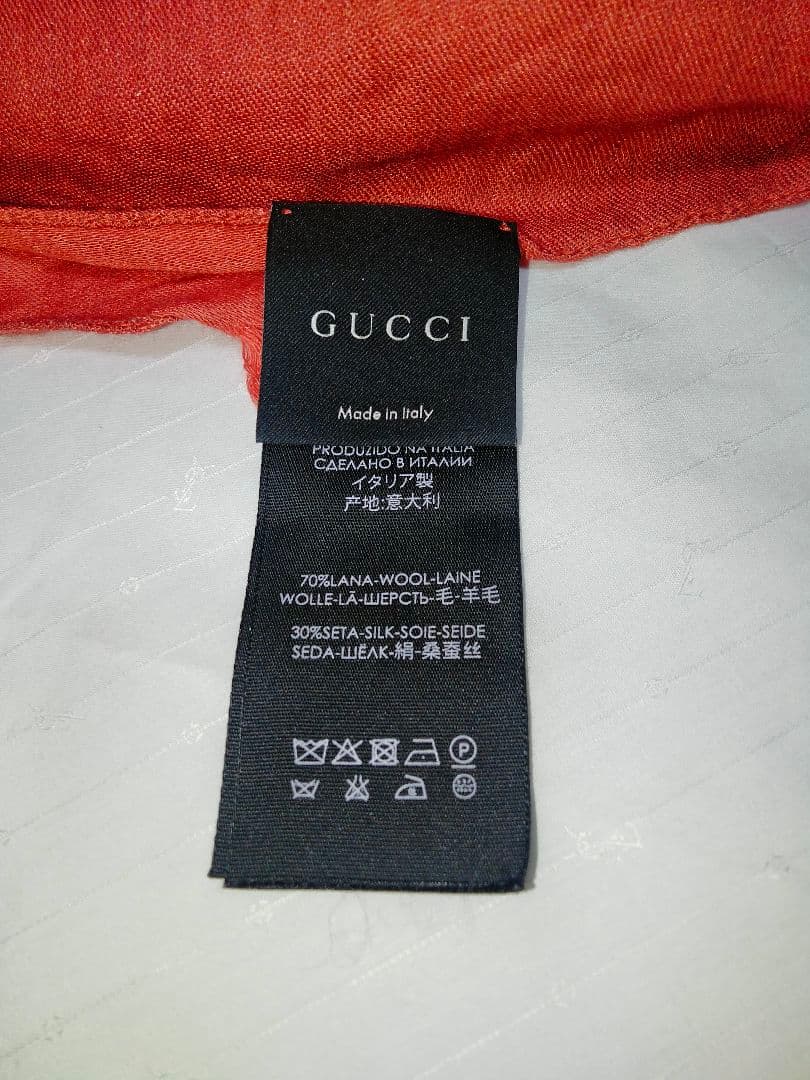 GUCCI
Made in Italy
PRODUZIDO NA ITALIA
СДЕЛАНО В ИТАЛИИ
イタリア製
产地:意大利
70%LANA-WOOL-LAINE
WOLLE-LÃ-ШЕРСТЬ-毛-羊毛
30%SETA-SILK-SOIE-SEIDE
SEDA-ШЁЛК-絹-桑蚕丝
P